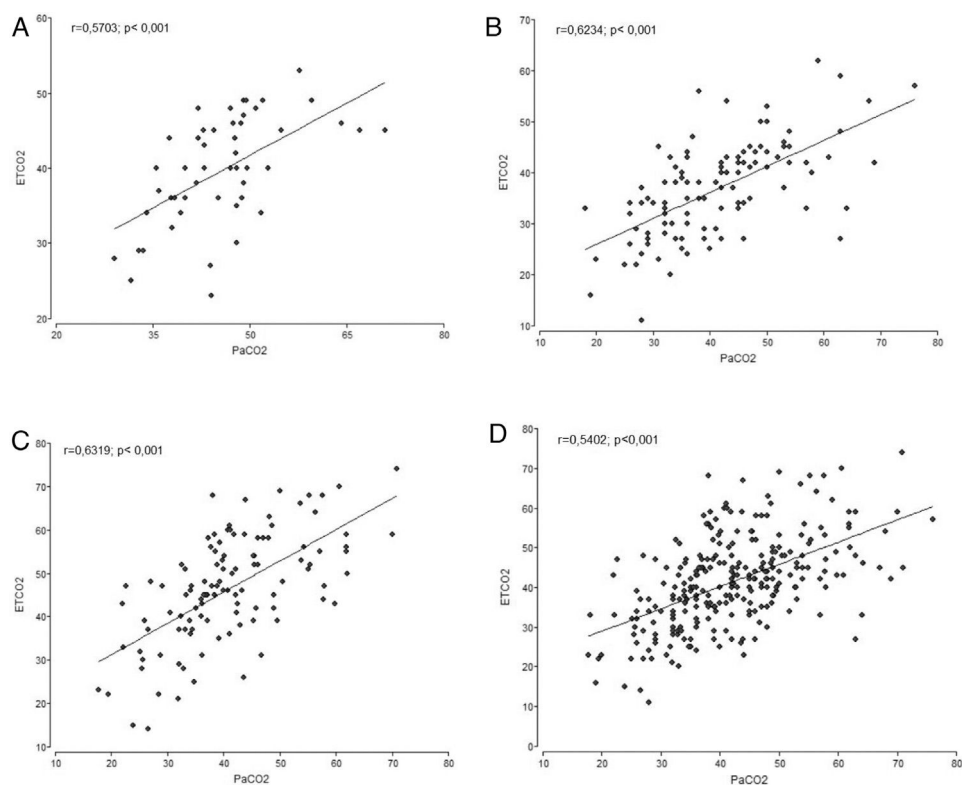 A
r=0,5703; p< 0,001
60
50
40
30
20
ETCO2
20 35 50 65 80
PaCO2
B
r=0,6234; p< 0,001
70
60
50
40
30
20
10
ETCO2
10 20 30 40 50 60 70 80
PaCO2
C
r=0,6319; p< 0,001
80
70
60
50
40
30
20
10
ETCO2
10 20 30 40 50 60 70 80
PaCO2
D
r=0,5402; p<0,001
80
70
60
50
40
30
20
10
0
ETCO2
10 20 30 40 50 60 70 80
PaCO2